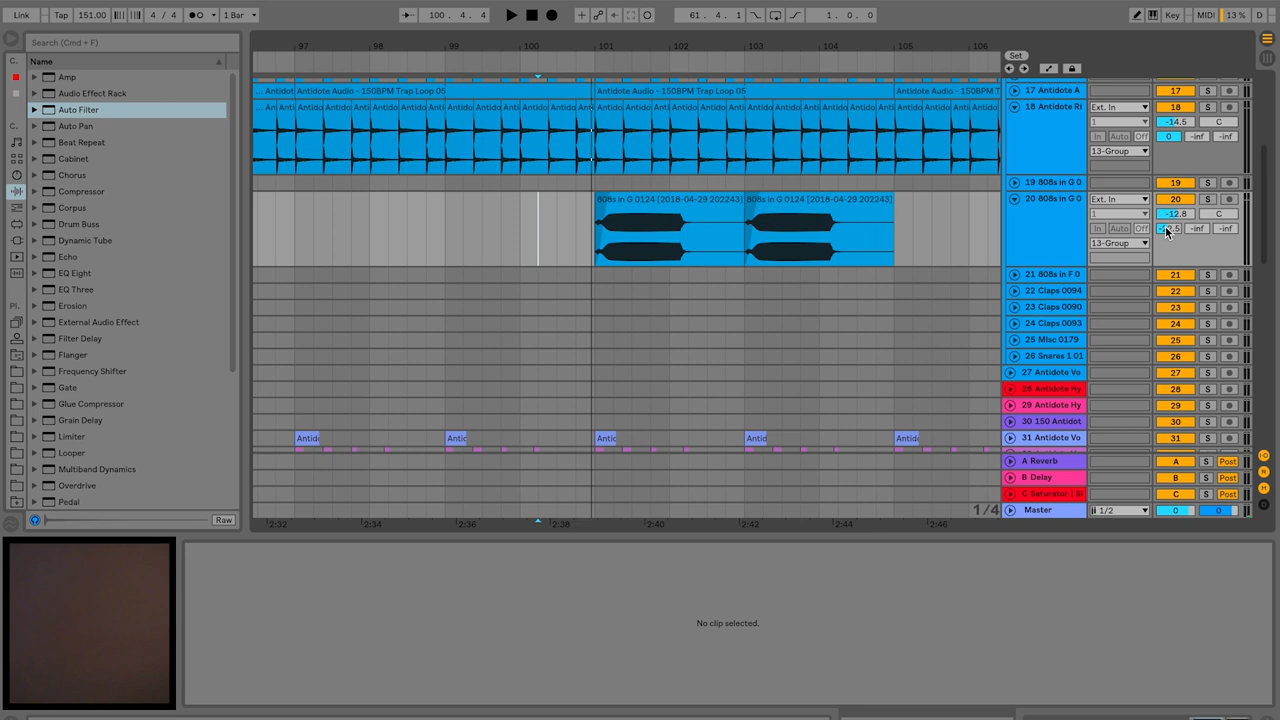 Link Tap 151.00 4 / 4 1 Bar 100 . 4 . 4 61 . 4 . 1 1 . 0 . 0 Key MIDI 13 % D
Search (Cmd + F)
C. Name
Amp
Audio Effect Rack
Auto Filter
C. Auto Pan
Beat Repeat
Cabinet
Chorus
Compressor
Corpus
Drum Buss
Dynamic Tube
Echo
EQ Eight
EQ Three
Pl. Erosion
External Audio Effect
Filter Delay
Flanger
Frequency Shifter
Gate
Glue Compressor
Grain Delay
Limiter
Looper
Multiband Dynamics
Overdrive
Pedal
Raw
97 98 99 100 101 102 103 104 105 106
Set
... Antidot Antidote Audio - 150BPM Trap Loop 05 Antidote Audio - 150BPM Trap Loop 05 Antidote Audio - 150BPM T 17 Antidote A 17 S
18 Antidote RI Ext. In 18 S
1 -14.5 C
In Auto Off 0 -inf -inf
13-Group
19 808s in G 0 19 S
808s in G 0124 [2018-04-29 202243] 808s in G 0124 [2018-04-29 202243] 20 808s in G 0 Ext. In 20 S
1 -12.8 C
In Auto Off -inf -inf
13-Group
21 808s in F 0 21 S
22 Claps 0094 22 S
23 Claps 0090 23 S
24 Claps 0093 24 S
25 Misc 0179 25 S
26 Snares 1 01 26 S
27 Antidote Vo 27 S
28 Antidote Hy 28 S
29 Antidote Hy 29 S
30 150 Antidot 30 S
Antido Antic Antic Antid Antidc 31 Antidote Vo 31 S
A Reverb A S Post
B Delay B S Post
C Saturator | Si C S Post
1/4 Master 1/2 0 0
2:32 2:34 2:36 2:38 2:40 2:42 2:44 2:46
No clip selected.